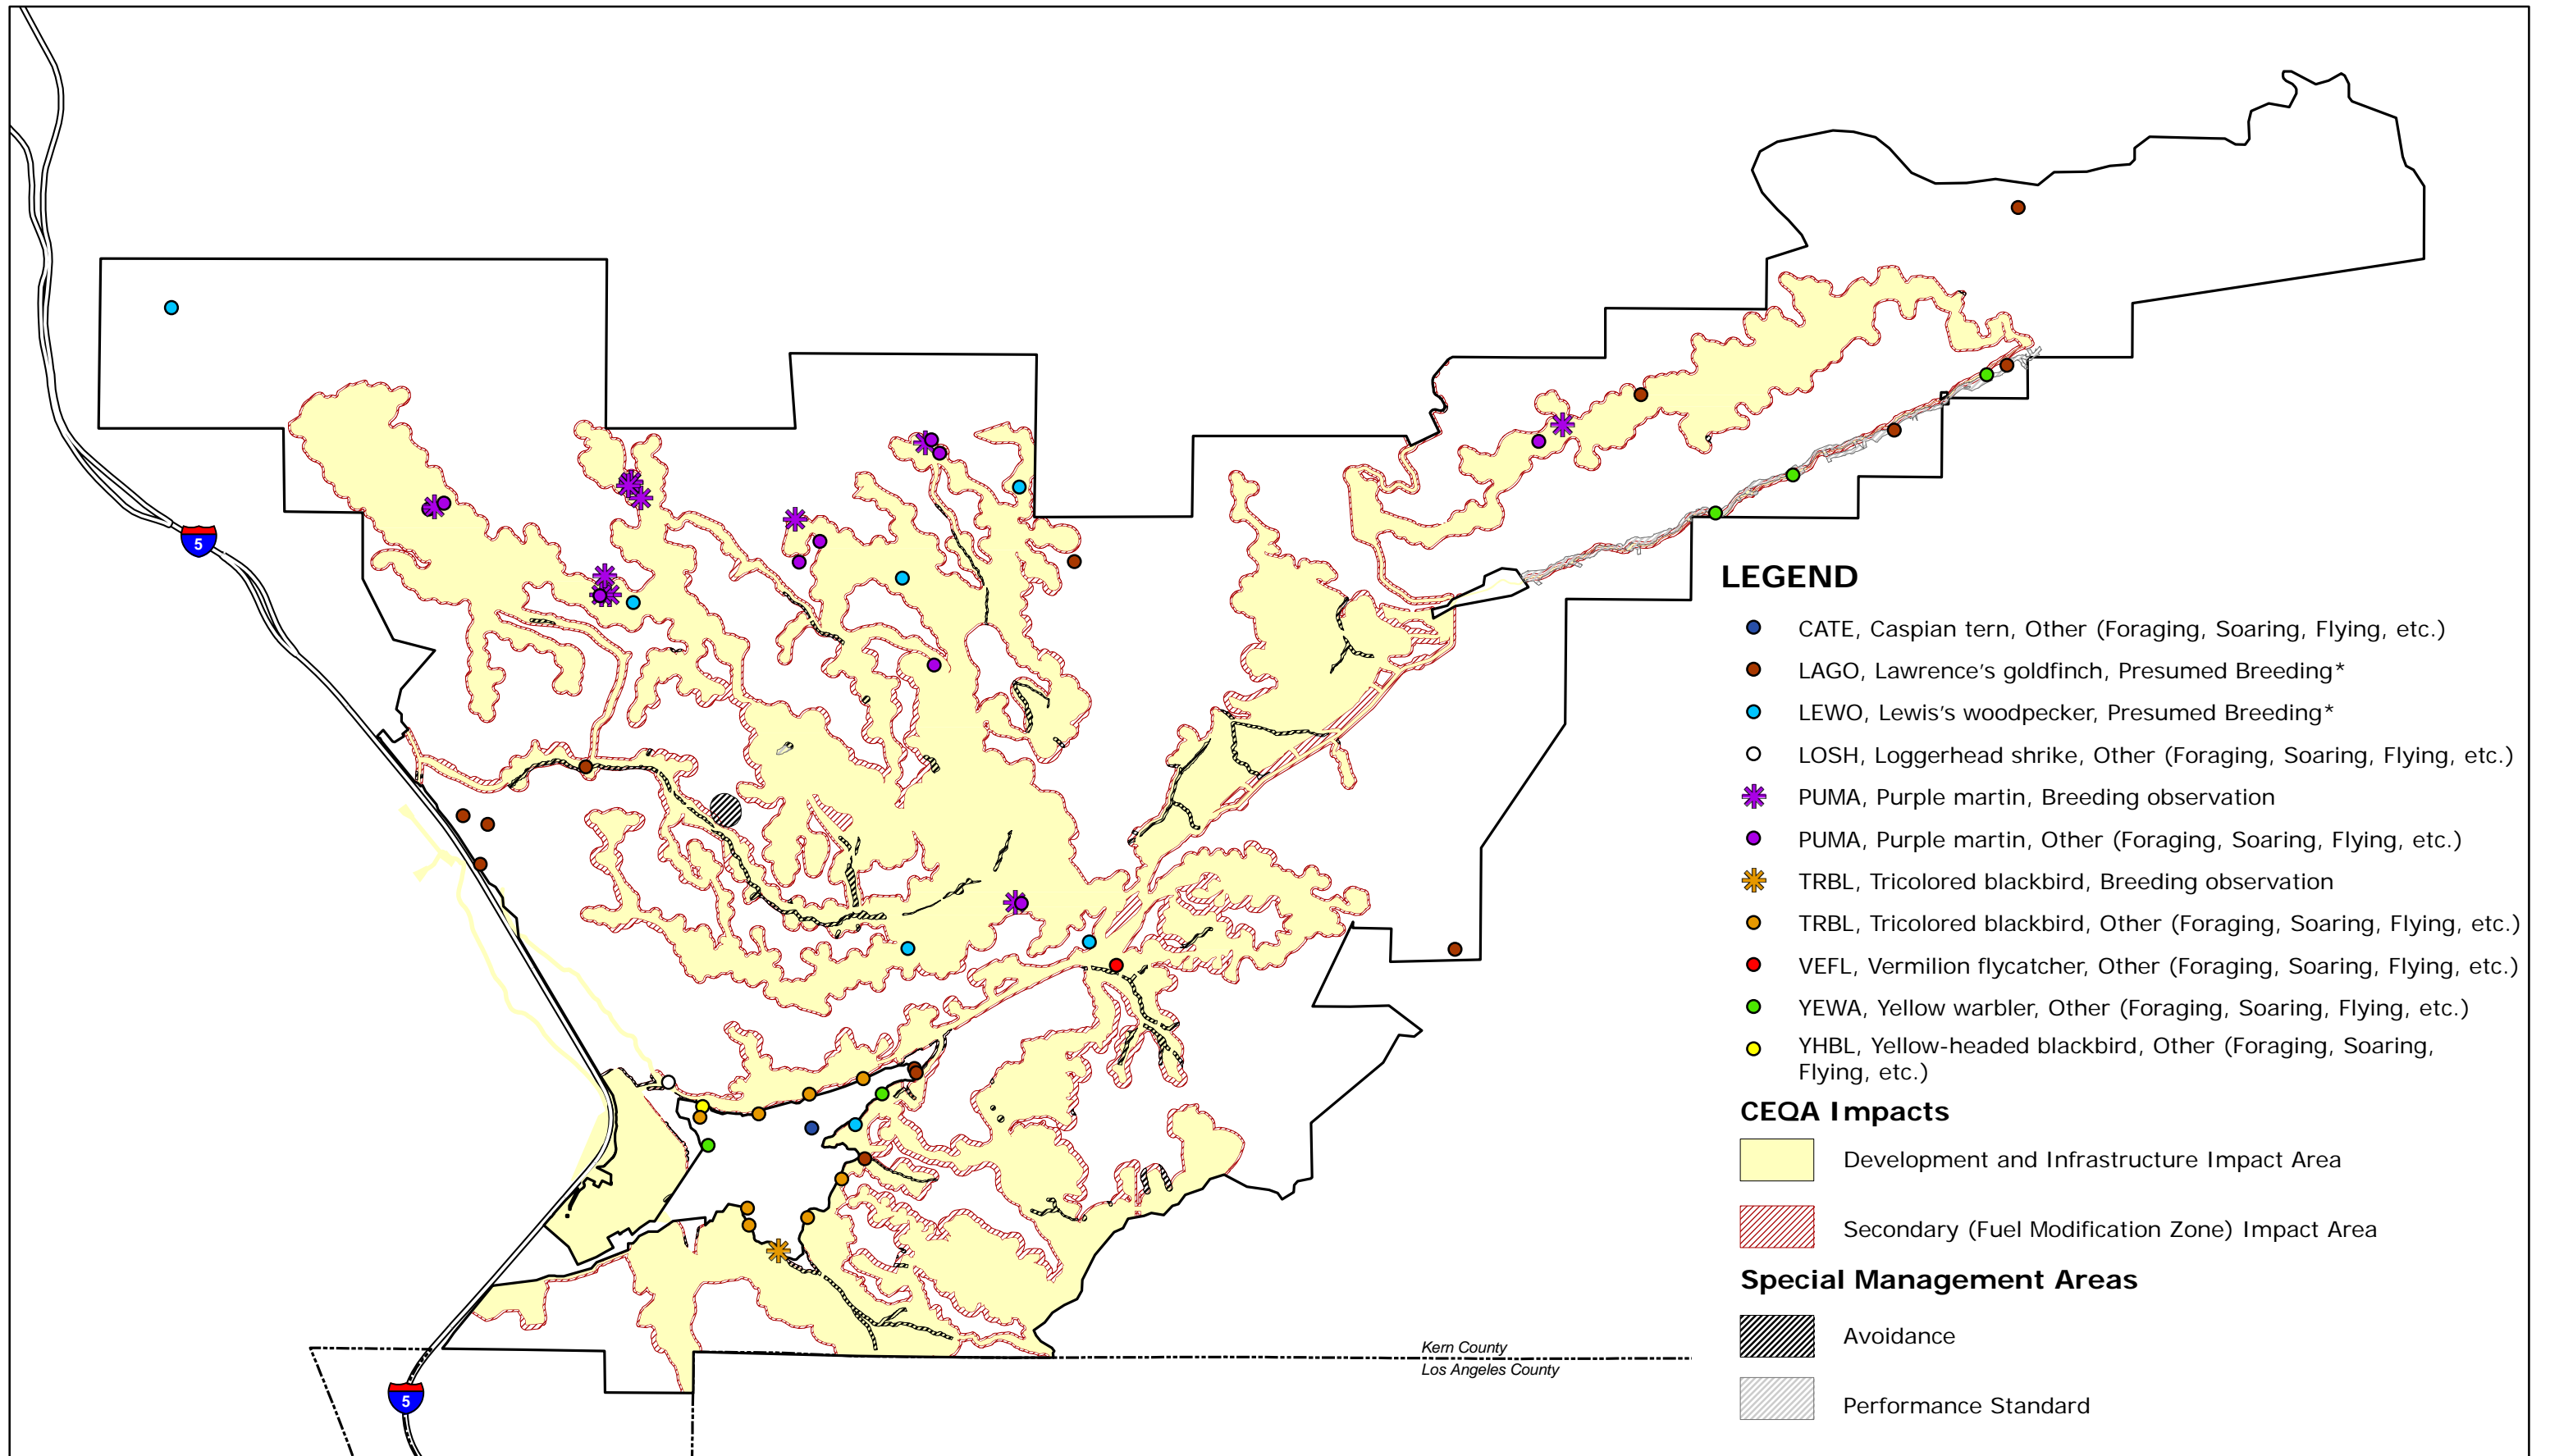 5
LEGEND
CATE, Caspian tern, Other (Foraging, Soaring, Flying, etc.)
LAGO, Lawrence's goldfinch, Presumed Breeding*
LEWO, Lewis's woodpecker, Presumed Breeding*
LOSH, Loggerhead shrike, Other (Foraging, Soaring, Flying, etc.)
PUMA, Purple martin, Breeding observation
PUMA, Purple martin, Other (Foraging, Soaring, Flying, etc.)
TRBL, Tricolored blackbird, Breeding observation
TRBL, Tricolored blackbird, Other (Foraging, Soaring, Flying, etc.)
VEFL, Vermilion flycatcher, Other (Foraging, Soaring, Flying, etc.)
YEWA, Yellow warbler, Other (Foraging, Soaring, Flying, etc.)
YHBL, Yellow-headed blackbird, Other (Foraging, Soaring,
Flying, etc.)
CEQA Impacts
Development and Infrastructure Impact Area
Secondary (Fuel Modification Zone) Impact Area
Special Management Areas
Avoidance
Performance Standard
Kern County
Los Angeles County
5